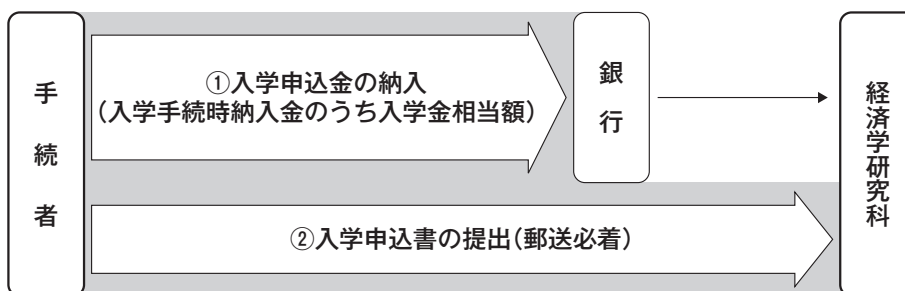 手続者
①入学申込金の納入
（入学手続時納入金のうち入学金相当額）
銀行
経済学研究科
②入学申込書の提出（郵送必着）